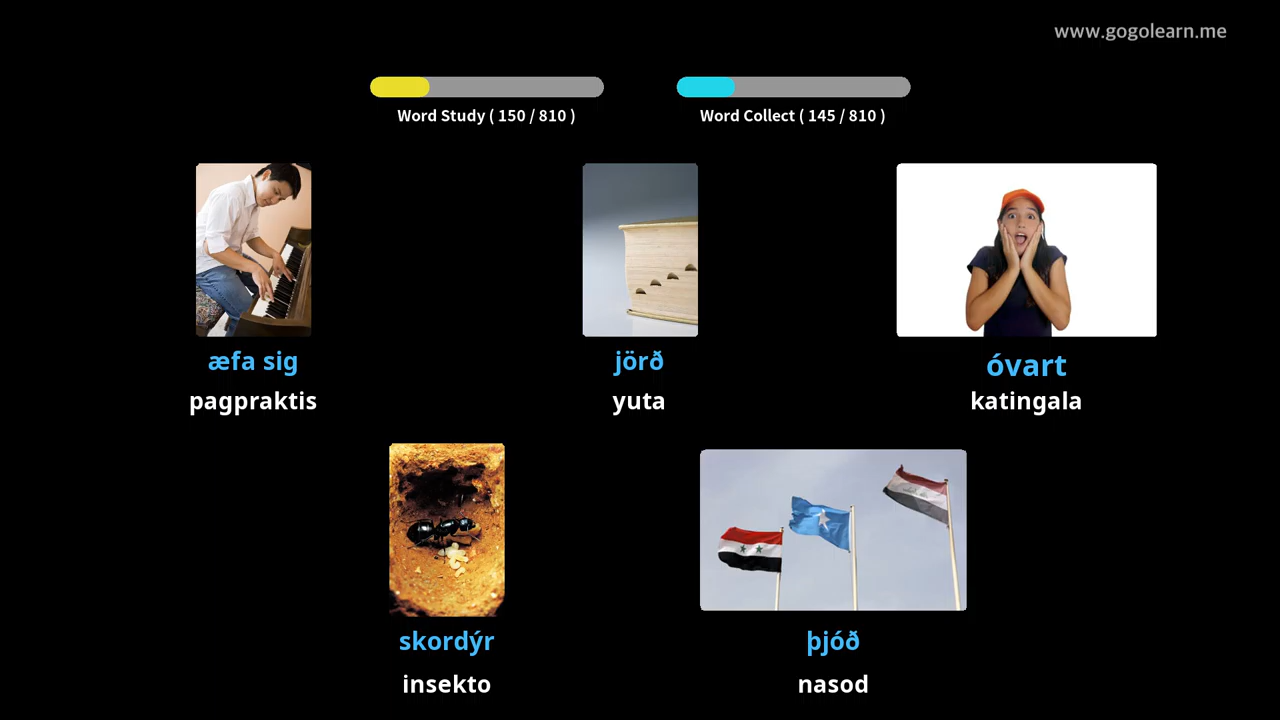 www.gogolearn.me
Word Study ( 150 / 810 )
Word Collect ( 145 / 810 )
æfa sig
pagpraktis
jörð
yuta
óvart
katingala
skordýr
insekto
þjóð
nasod